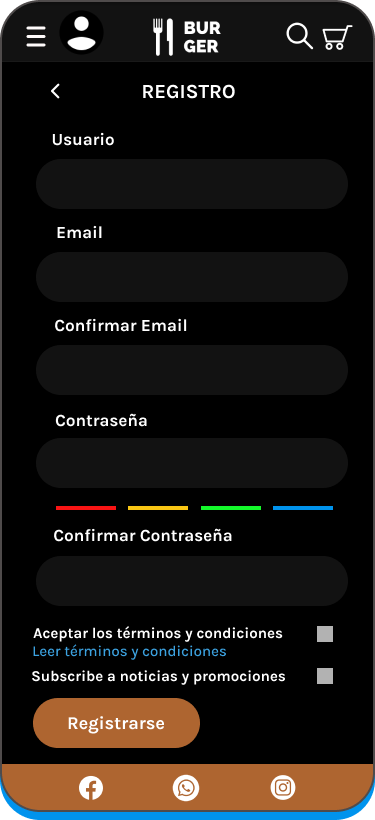 BUR
GER
REGISTRO
Usuario
Email
Confirmar Email
Contraseña
Confirmar Contraseña
Aceptar los términos y condiciones
Leer términos y condiciones
Subscribe a noticias y promociones
Registrarse